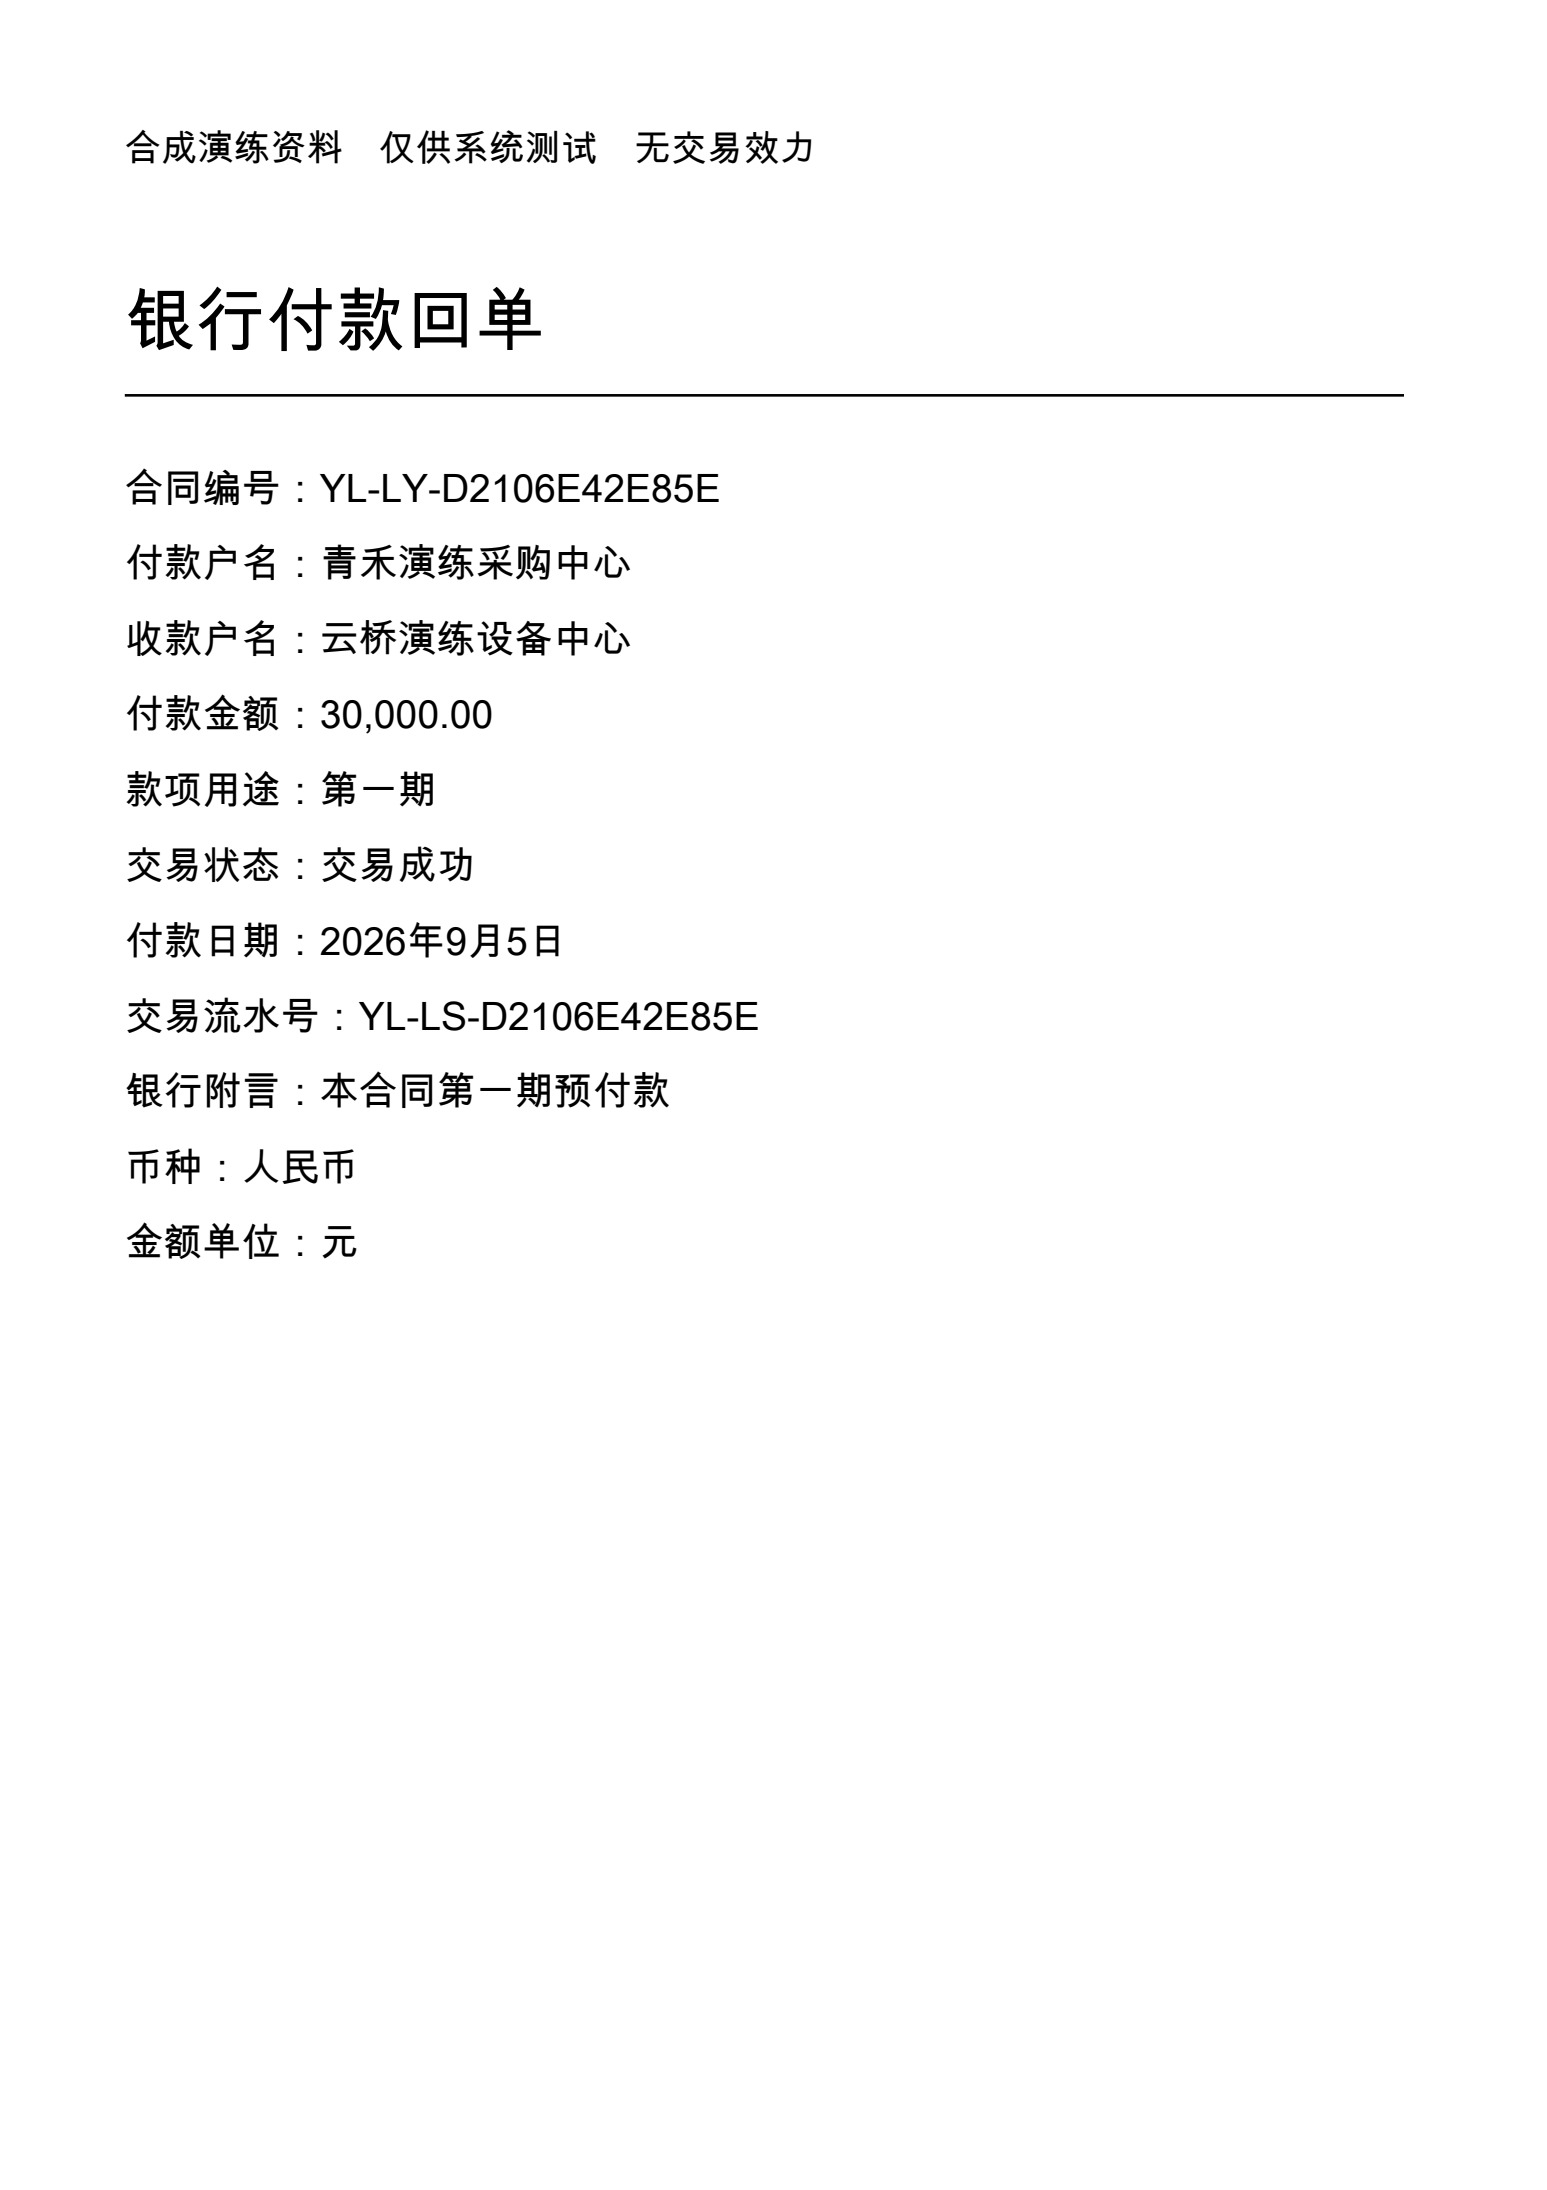 合成演练资料　仅供系统测试　无交易效力
银行付款回单
合同编号：YL-LY-D2106E42E85E
付款户名：青禾演练采购中心
收款户名：云桥演练设备中心
付款金额：30,000.00
款项用途：第一期
交易状态：交易成功
付款日期：2026年9月5日
交易流水号：YL-LS-D2106E42E85E
银行附言：本合同第一期预付款
币种：人民币
金额单位：元